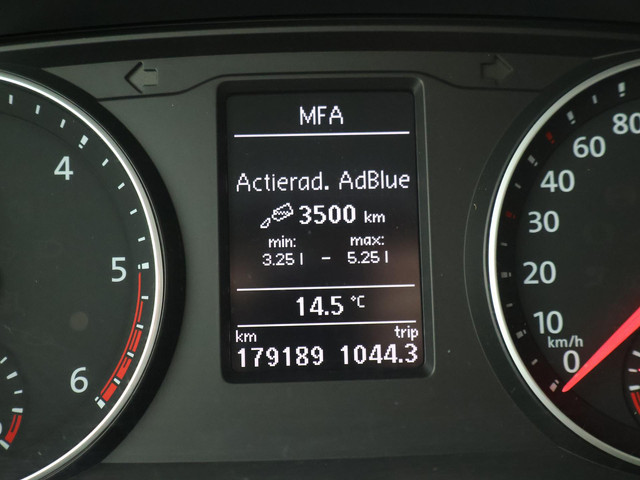 MFA
Actierad. AdBlue
3500 km
min: max:
3.25 l - 5.25 l
14.5 °C
km trip
179189 1044.3
4
5
6
80
60
40
30
20
10
km/h
0